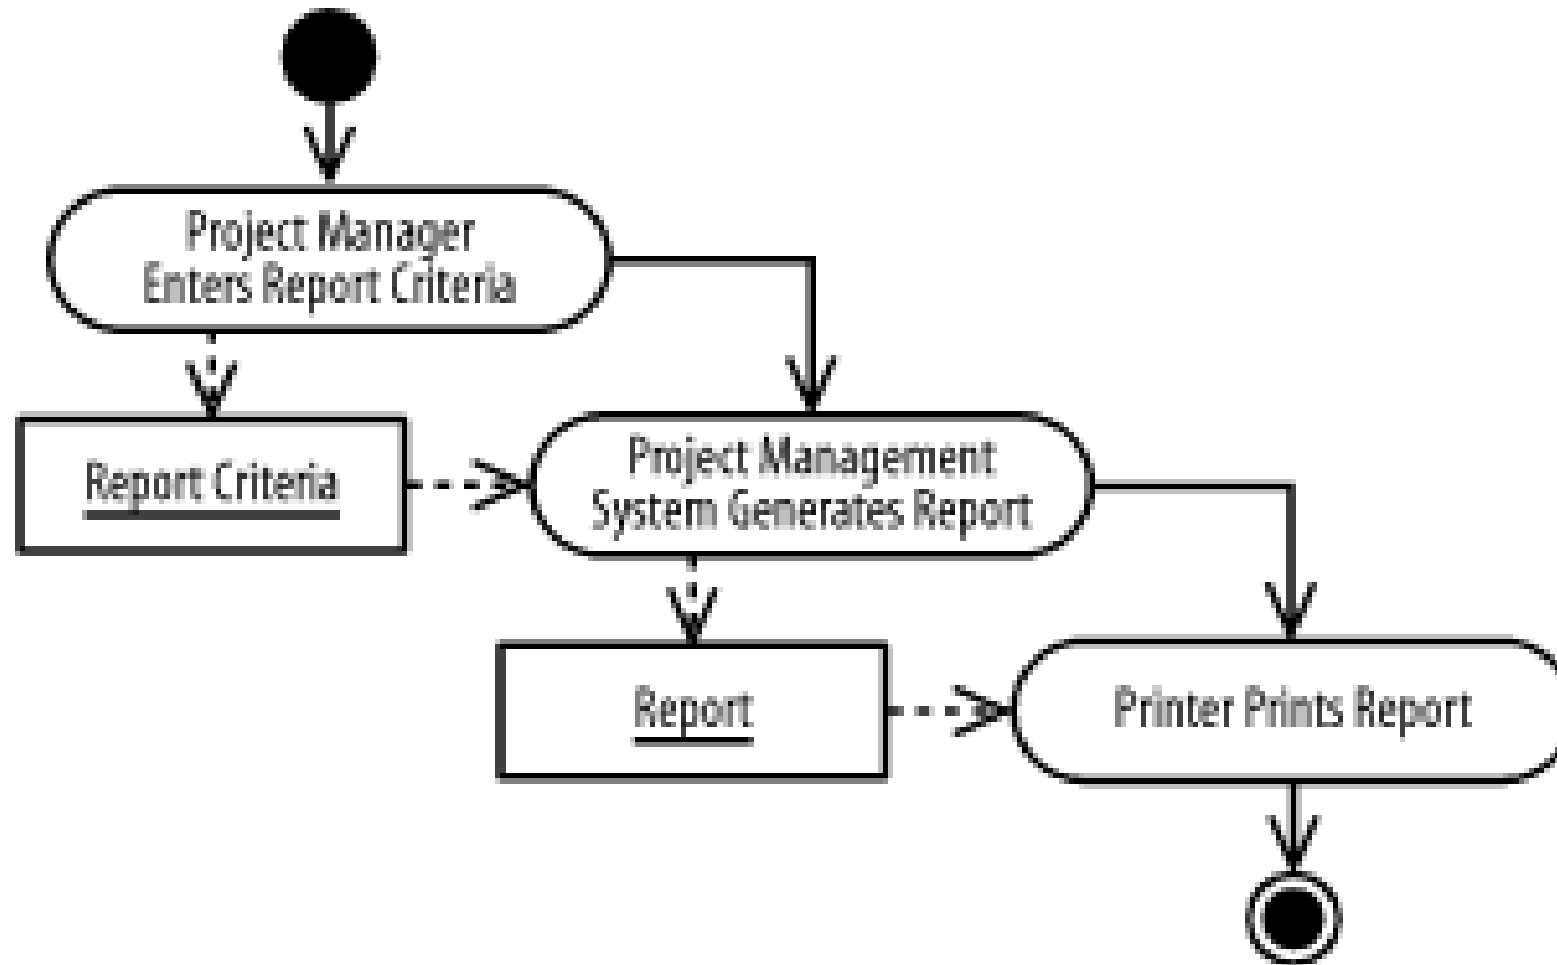 Project Manager
Enters Report Criteria
Report Criteria
Project Management
System Generates Report
Report
Printer Prints Report